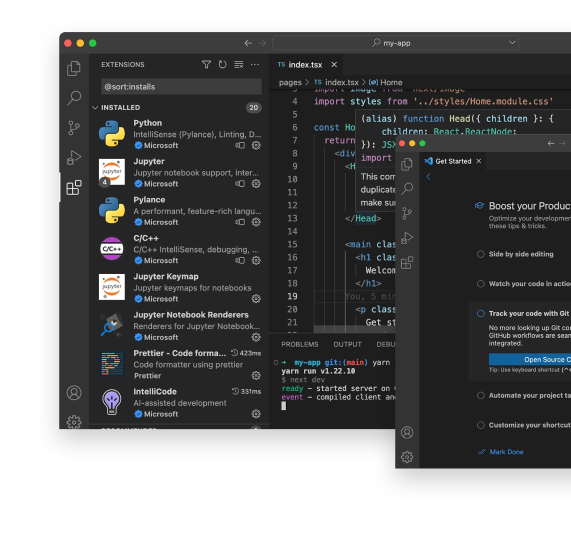 my-app
EXTENSIONS
@sort:installs
INSTALLED
20
Python
IntelliSense (Pylance), Linting, D...
Microsoft
jupyter
4
Jupyter
Jupyter notebook support, inter...
Microsoft
Pylance
A performant, feature-rich langu...
Microsoft
C/C++
C/C++
C/C++ IntelliSense, debugging, ...
Microsoft
jupyter
Jupyter Keymap
Jupyter keymaps for notebooks
Microsoft
Jupyter Notebook Renderers
Renderers for Jupyter Notebook...
Microsoft
Prettier - Code forma...
423ms
Code formatter using prettier
Prettier
IntelliCode
331ms
AI-assisted development
Microsoft
TS index.tsx
pages > TS index.tsx > Home
4 import styles from '../styles/Home.module.css'
5 (alias) function Head({ children }: {
6 const Ho children: React.ReactNode;
7 return }): JSX
8 <div import
9 <H
10 This com
11 duplicate
12 make sur
13 </Head>
14
15 <main clas
16 <h1 clas
17 Welcom
18 </h1>
19 You, 5 min
20 <p class
21 Get st
PROBLEMS OUTPUT DEBU
→ my-app git:(main) yarn
yarn run v1.22.10
$ next dev
ready - started server on
event - compiled client an
Get Started
Boost your Product
Optimize your developmen
these tips & tricks.
Side by side editing
Watch your code in action
Track your code with Git
No more looking up Git com
GitHub workflows are seam
integrated.
Open Source C
Tip: Use keyboard shortcut (^
Automate your project ta
Customize your shortcut
Mark Done